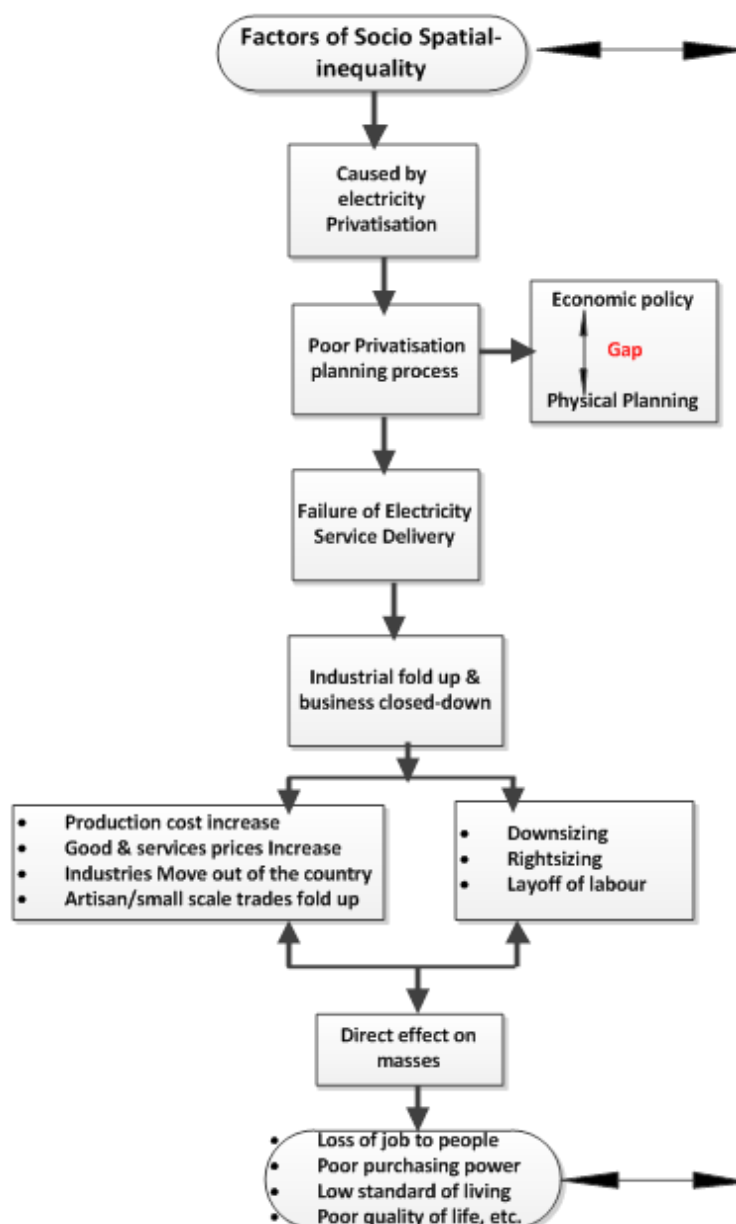 Factors of Socio Spatial-
inequality
Caused by
electricity
Privatisation
Poor Privatisation
planning process
Economic policy
Gap
Physical Planning
Failure of Electricity
Service Delivery
Industrial fold up &
business closed-down
• Production cost increase
• Good & services prices Increase
• Industries Move out of the country
• Artisan/small scale trades fold up
• Downsizing
• Rightsizing
• Layoff of labour
Direct effect on
masses
• Loss of job to people
• Poor purchasing power
• Low standard of living
• Poor quality of life, etc.